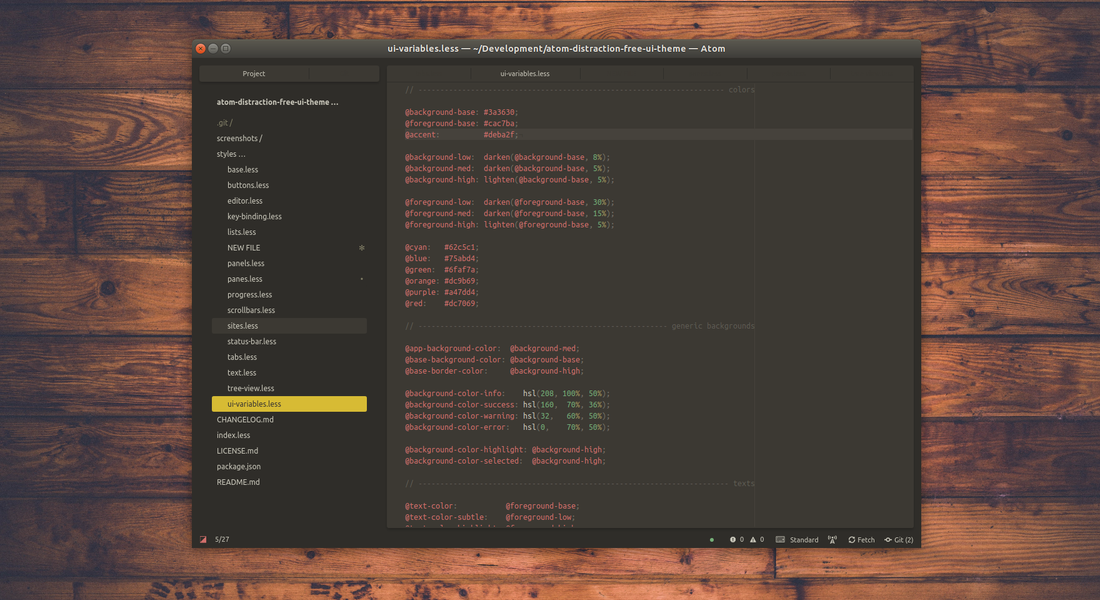 ui-variables.less — ~/Development/atom-distraction-free-ui-theme — Atom
Project
ui-variables.less
atom-distraction-free-ui-theme ...
.git /
screenshots /
styles ...
base.less
buttons.less
editor.less
key-binding.less
lists.less
NEW FILE
panels.less
panes.less
progress.less
scrollbars.less
sites.less
status-bar.less
tabs.less
text.less
tree-view.less
ui-variables.less
CHANGELOG.md
index.less
LICENSE.md
package.json
README.md
// ----------------------------------------------------------------------- colors
@background-base: #3a3630;
@foreground-base: #cac7ba;
@accent: #deba2f;
@background-low: darken(@background-base, 8%);
@background-med: darken(@background-base, 5%);
@background-high: lighten(@background-base, 5%);
@foreground-low: darken(@foreground-base, 30%);
@foreground-med: darken(@foreground-base, 15%);
@foreground-high: lighten(@foreground-base, 5%);
@cyan: #62c5c1;
@blue: #75abd4;
@green: #6faf7a;
@orange: #dc9b69;
@purple: #a47dd4;
@red: #dc7069;
// ---------------------------------------------------------- generic backgrounds
@app-background-color: @background-med;
@base-background-color: @background-base;
@base-border-color: @background-high;
@background-color-info: hsl(208, 100%, 50%);
@background-color-success: hsl(160, 70%, 36%);
@background-color-warning: hsl(32, 60%, 50%);
@background-color-error: hsl(0, 70%, 50%);
@background-color-highlight: @background-high;
@background-color-selected: @background-high;
// ------------------------------------------------------------------------ texts
@text-color: @foreground-base;
@text-color-subtle: @foreground-low;
5/27
0 0 Standard Fetch Git (2)